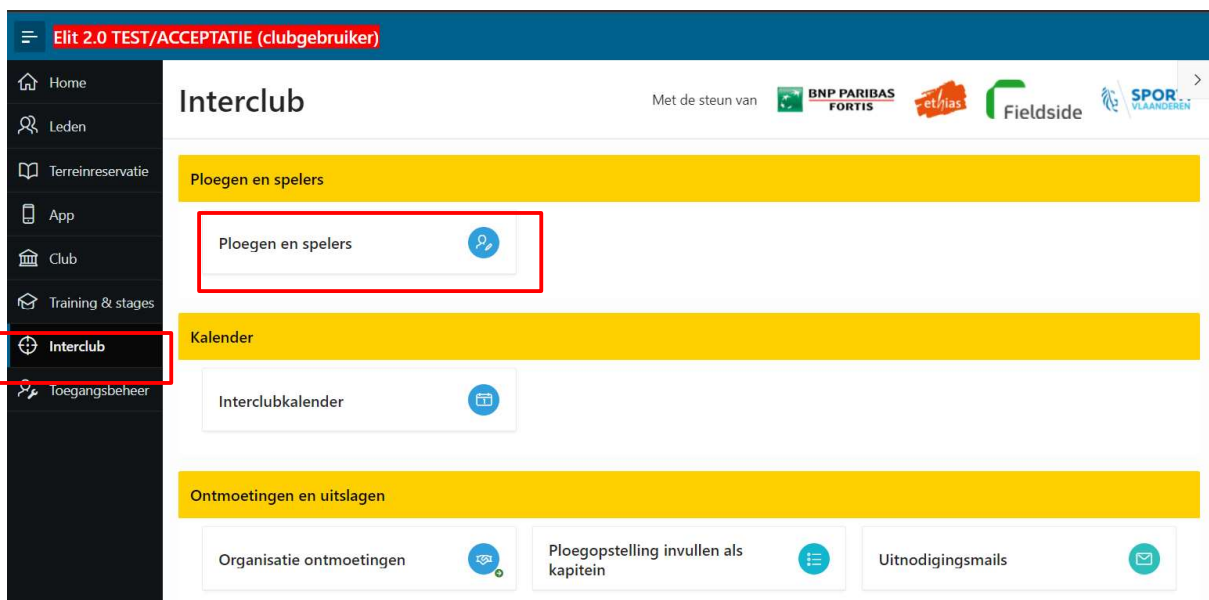 Elit 2.0 TEST/ACCEPTATIE (clubgebruiker)
Home
Leden
Terreinreservatie
App
Club
Training & stages
Interclub
Toegangsbeheer
Interclub
Met de steun van
BNP PARIBAS
FORTIS
ethias
Fieldside
SPORT
VLAANDEREN
Ploegen en spelers
Ploegen en spelers
Kalender
Interclubkalender
1
Ontmoetingen en uitslagen
Organisatie ontmoetingen
Ploegopstelling invullen als
kapitein
Uitnodigingsmails